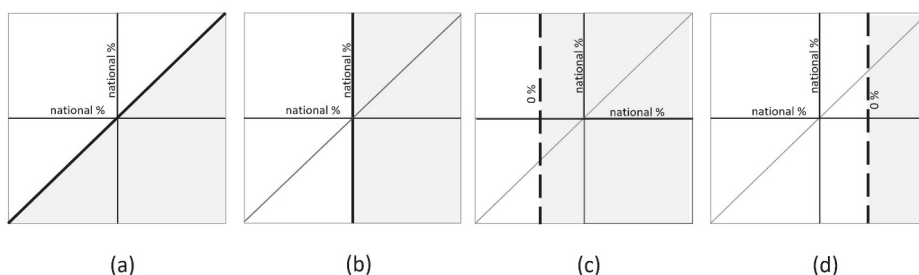 national %
national %
national %
national %
0 %
national %
national %
national %
national %
0 %
(a)
(b)
(c)
(d)